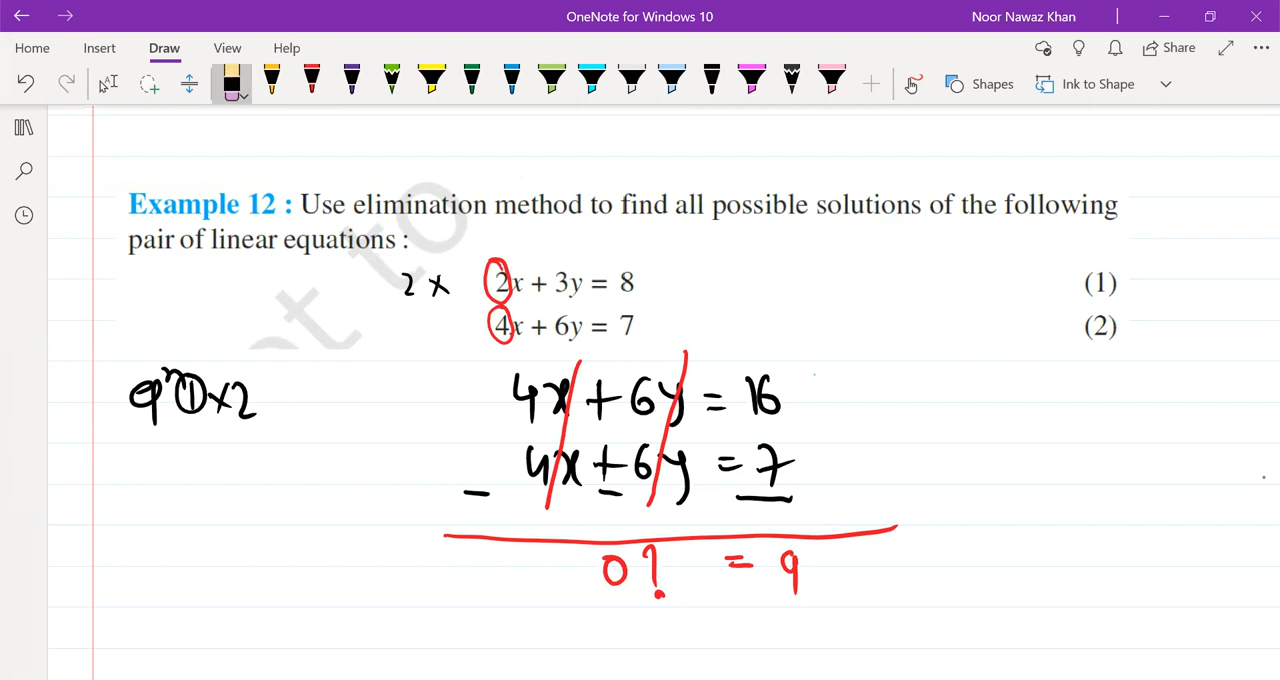 OneNote for Windows 10
Noor Nawaz Khan
Home Insert Draw View Help
Share
Shapes
Ink to Shape
Example 12 : Use elimination method to find all possible solutions of the following
pair of linear equations :
2 × 2x + 3y = 8 (1)
4x + 6y = 7 (2)
①×2
4x + 6y = 16
4x + 6y = 7
0? = 9